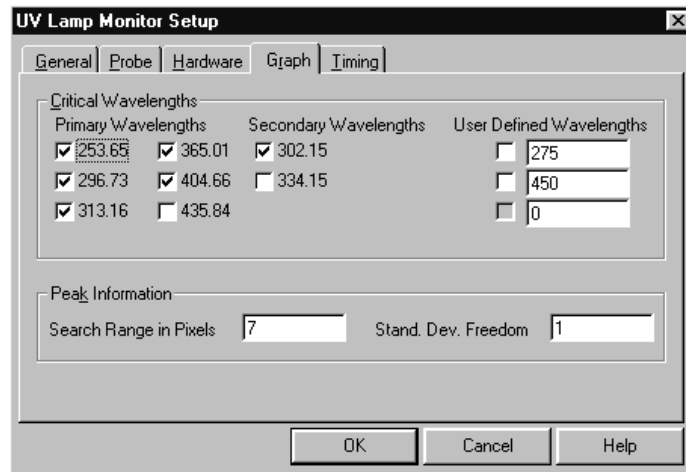 UV Lamp Monitor Setup
General Probe Hardware Graph Timing
Critical Wavelengths
Primary Wavelengths Secondary Wavelengths User Defined Wavelengths
253.65 365.01 302.15 275
296.73 404.66 334.15 450
313.16 435.84 0
Peak Information
Search Range in Pixels 7 Stand. Dev. Freedom 1
OK Cancel Help